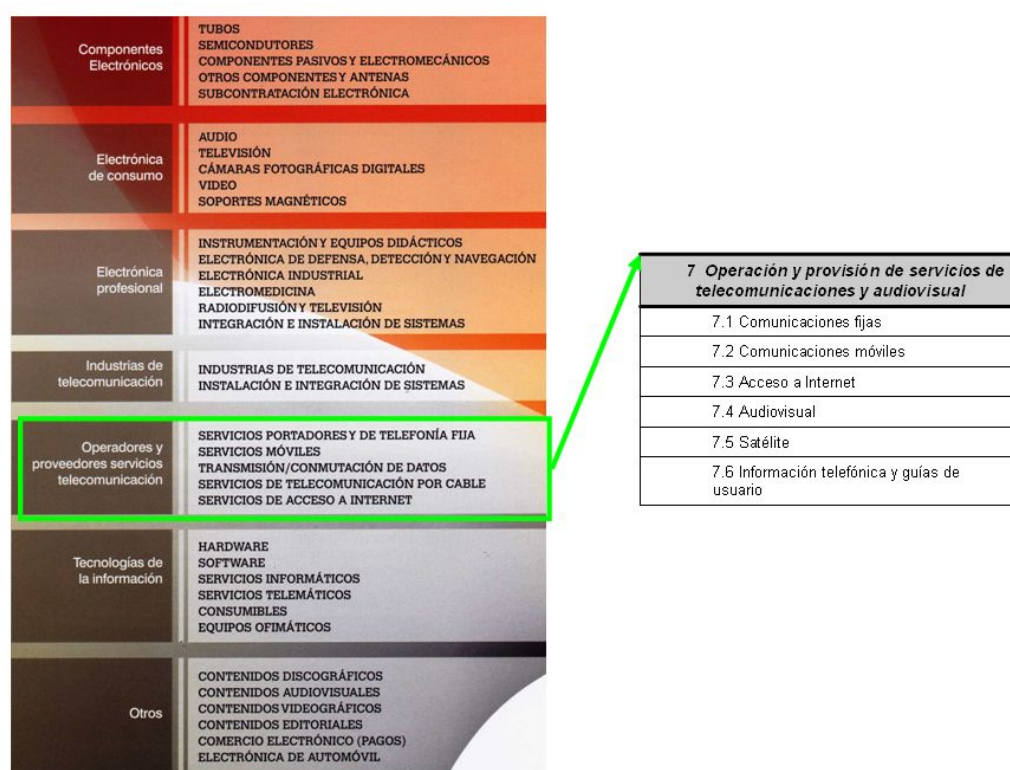 Componentes
Electrónicos
TUBOS
SEMICONDUTORES
COMPONENTES PASIVOS Y ELECTROMECÁNICOS
OTROS COMPONENTES Y ANTENAS
SUBCONTRATACIÓN ELECTRÓNICA
Electrónica
de consumo
AUDIO
TELEVISIÓN
CÁMARAS FOTOGRÁFICAS DIGITALES
VIDEO
SOPORTES MAGNÉTICOS
Electrónica
profesional
INSTRUMENTACIÓN Y EQUIPOS DIDÁCTICOS
ELECTRÓNICA DE DEFENSA, DETECCIÓN Y NAVEGACIÓN
ELECTRÓNICA INDUSTRIAL
ELECTROMEDICINA
RADIODIFUSIÓN Y TELEVISIÓN
INTEGRACIÓN E INSTALACIÓN DE SISTEMAS
Industrias de
telecomunicación
INDUSTRIAS DE TELECOMUNICACIÓN
INSTALACIÓN E INTEGRACIÓN DE SISTEMAS
Operadores y
proveedores servicios
telecomunicación
SERVICIOS PORTADORES Y DE TELEFONÍA FIJA
SERVICIOS MÓVILES
TRANSMISIÓN/CONMUTACIÓN DE DATOS
SERVICIOS DE TELECOMUNICACIÓN POR CABLE
SERVICIOS DE ACCESO A INTERNET
Tecnologías de
la información
HARDWARE
SOFTWARE
SERVICIOS INFORMÁTICOS
SERVICIOS TELEMÁTICOS
CONSUMIBLES
EQUIPOS OFIMÁTICOS
Otros
CONTENIDOS DISCOGRÁFICOS
CONTENIDOS AUDIOVISUALES
CONTENIDOS VIDEOGRÁFICOS
CONTENIDOS EDITORIALES
COMERCIO ELECTRÓNICO (PAGOS)
ELECTRÓNICA DE AUTOMÓVIL
7 Operación y provisión de servicios de
telecomunicaciones y audiovisual
7.1 Comunicaciones fijas
7.2 Comunicaciones móviles
7.3 Acceso a Internet
7.4 Audiovisual
7.5 Satélite
7.6 Información telefónica y guías de
usuario